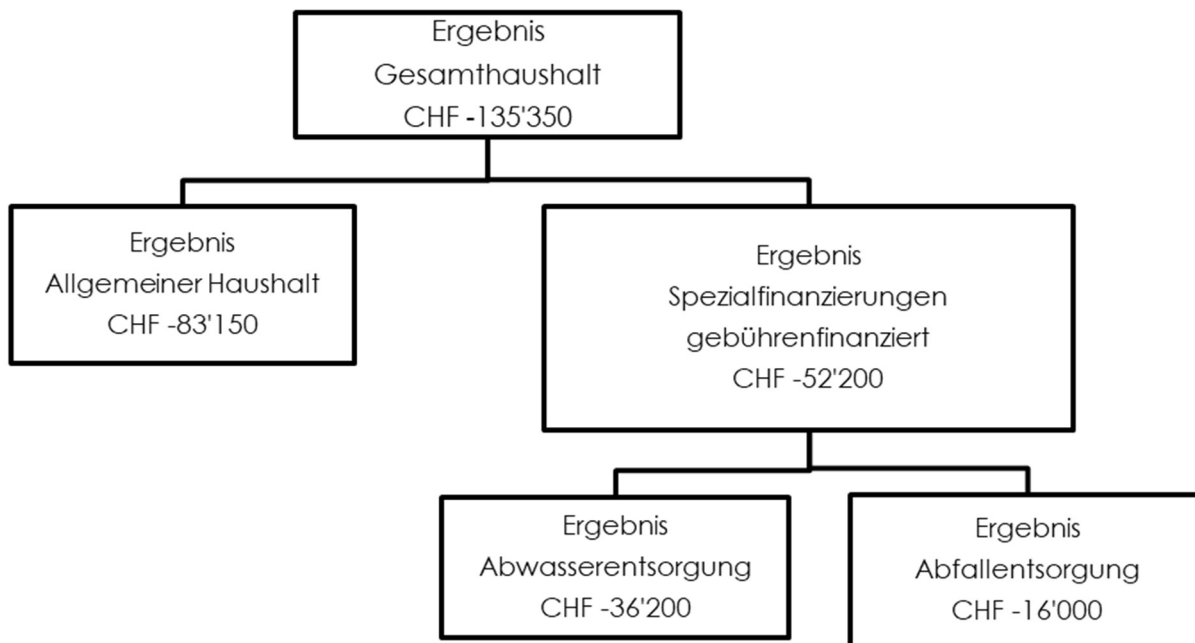 Ergebnis
Gesamthaushalt
CHF -135'350
Ergebnis
Allgemeiner Haushalt
CHF -83'150
Ergebnis
Spezialfinanzierungen
gebührenfinanziert
CHF -52'200
Ergebnis
Abwasserentsorgung
CHF -36'200
Ergebnis
Abfallentsorgung
CHF -16'000